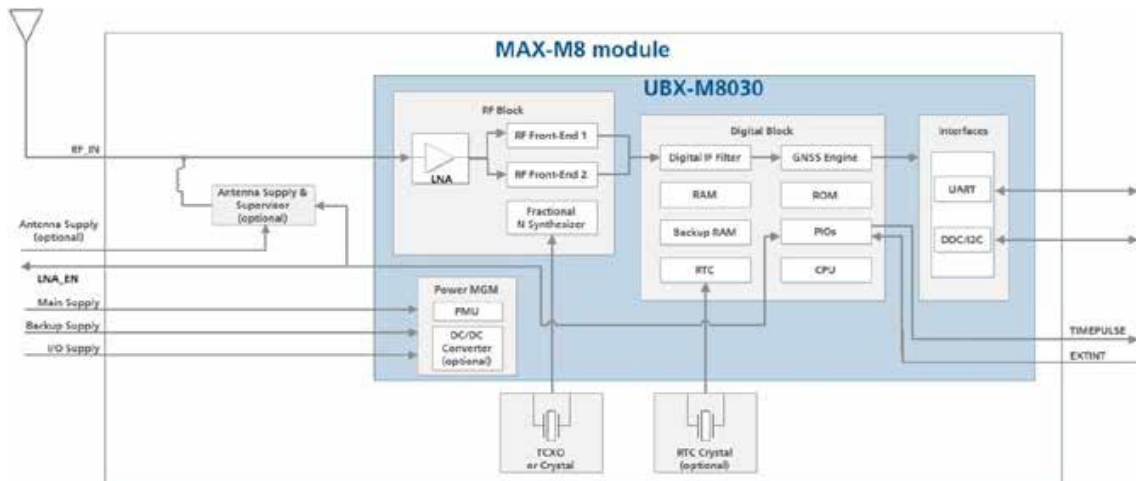 MAX-M8 module
UBX-M8030
RF Block
RF Front-End 1
RF Front-End 2
LNA
Fractional
N Synthesizer
Digital Block
Digital IF Filter
GNSS Engine
RAM
ROM
Backup RAM
PIOs
RTC
CPU
Interfaces
UART
DDC/I2C
RF_IN
Antenna Supply &
Supervisor
(optional)
Antenna Supply
(optional)
LNA_EN
Main Supply
Backup Supply
I/O Supply
Power MGM
PMU
DC/DC
Converter
(optional)
TIMEPULSE
EXTINT
TCXO
or Crystal
RTC Crystal
(optional)